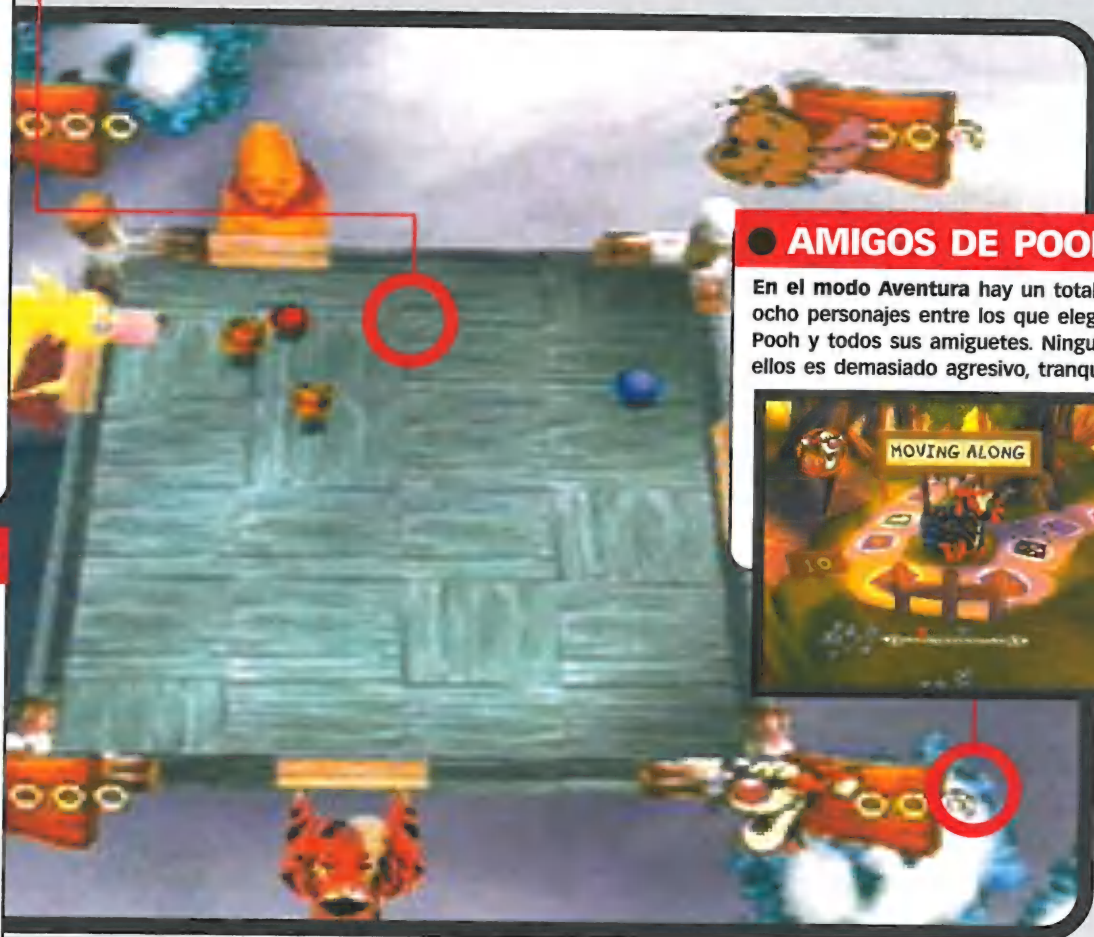 AMIGOS DE POOH
En el modo Aventura hay un total
ocho personajes entre los que eleg
Pooh y todos sus amiguetes. Ningu
ellos es demasiado agresivo, tranqu
MOVING ALONG
10